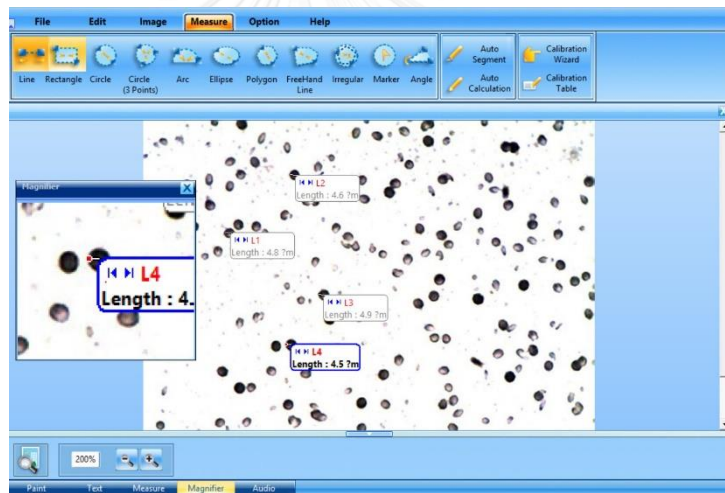 File Edit Image Measure Option Help
Line Rectangle Circle Circle (3 Points) Arc Ellipse Polygon FreeHand Line Irregular Marker Angle
Auto Segment
Auto Calculation
Calibration Wizard
Calibration Table
L2
Length : 4.6 ?m
Magnifier
L1
Length : 4.8 ?m
L4
Length : 4.
L3
Length : 4.9 ?m
L4
Length : 4.5 ?m
200%
Paint Text Measure Magnifier Audio